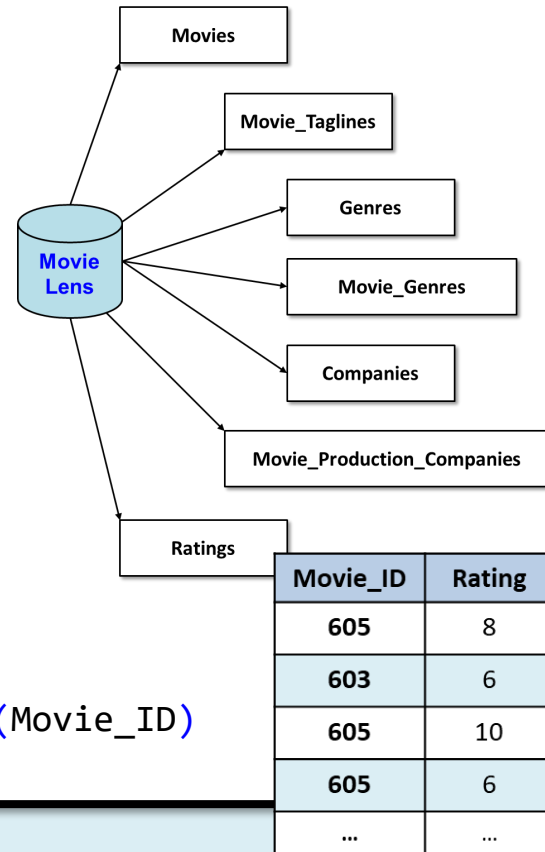 Movies
Movie_Taglines
Genres
Movie
Lens
Movie_Genres
Companies
Movie_Production_Companies
Ratings
Movie_ID Rating
605 8
603 6
(Movie_ID)
605 10
605 6
... ...